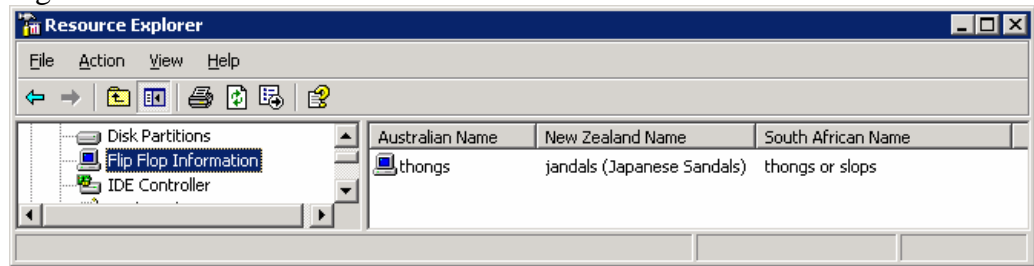 Resource Explorer
File Action View Help
Disk Partitions
Flip Flop Information
IDE Controller
Australian Name New Zealand Name South African Name
thongs jandals (Japanese Sandals) thongs or slops